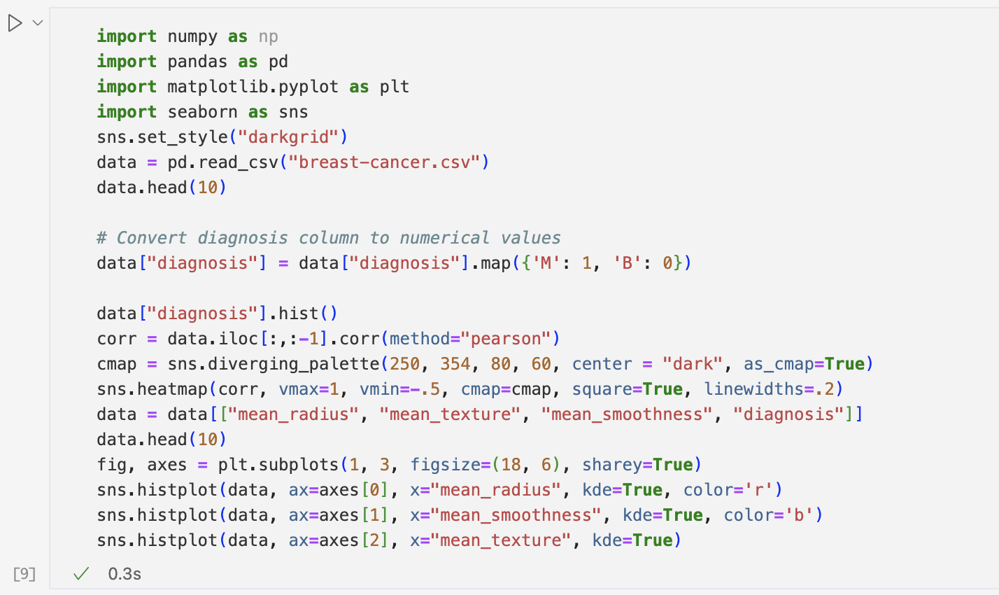 import numpy as np
import pandas as pd
import matplotlib.pyplot as plt
import seaborn as sns
sns.set_style("darkgrid")
data = pd.read_csv("breast-cancer.csv")
data.head(10)
# Convert diagnosis column to numerical values
data["diagnosis"] = data["diagnosis"].map({'M': 1, 'B': 0})
data["diagnosis"].hist()
corr = data.iloc[:,:-1].corr(method="pearson")
cmap = sns.diverging_palette(250, 354, 80, 60, center = "dark", as_cmap=True)
sns.heatmap(corr, vmax=1, vmin=-.5, cmap=cmap, square=True, linewidths=.2)
data = data[["mean_radius", "mean_texture", "mean_smoothness", "diagnosis"]]
data.head(10)
fig, axes = plt.subplots(1, 3, figsize=(18, 6), sharey=True)
sns.histplot(data, ax=axes[0], x="mean_radius", kde=True, color='r')
sns.histplot(data, ax=axes[1], x="mean_smoothness", kde=True, color='b')
sns.histplot(data, ax=axes[2], x="mean_texture", kde=True)
[9] ✓ 0.3s